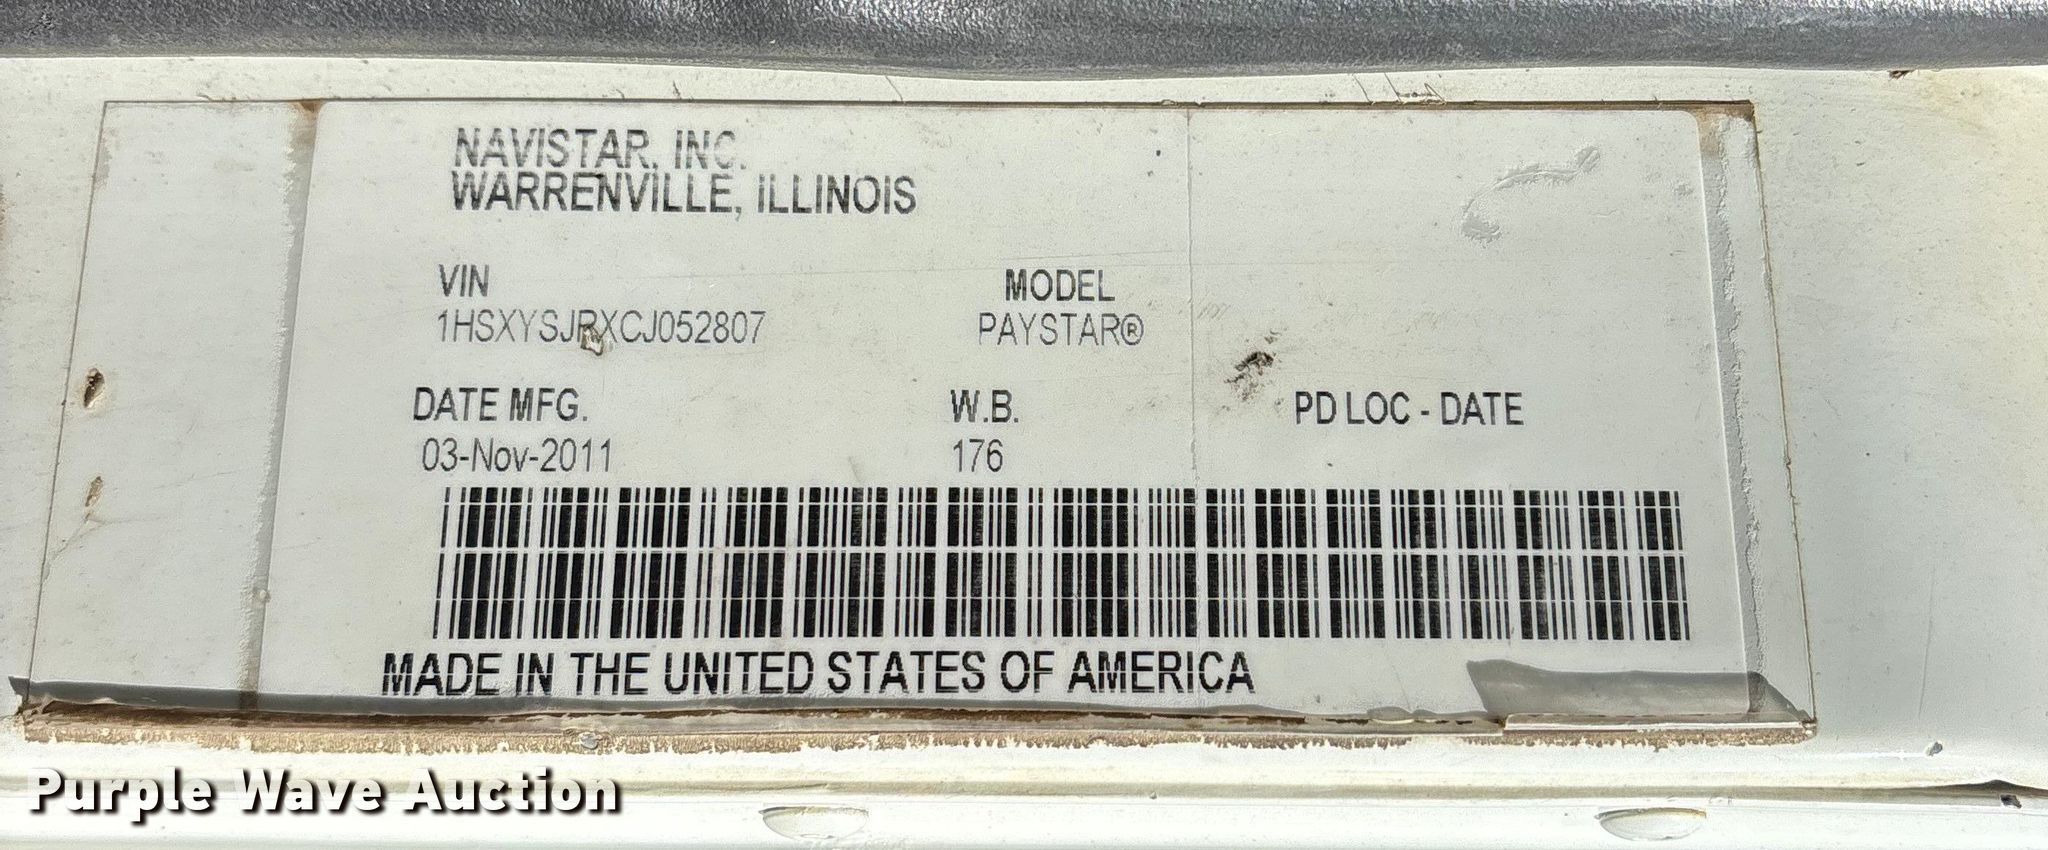 NAVISTAR, INC.
WARRENVILLE, ILLINOIS
VIN
1HSXYSJRXCJ052807
MODEL
PAYSTAR®
DATE MFG.
03-Nov-2011
W.B.
176
PD LOC - DATE
MADE IN THE UNITED STATES OF AMERICA
Purple Wave Auction